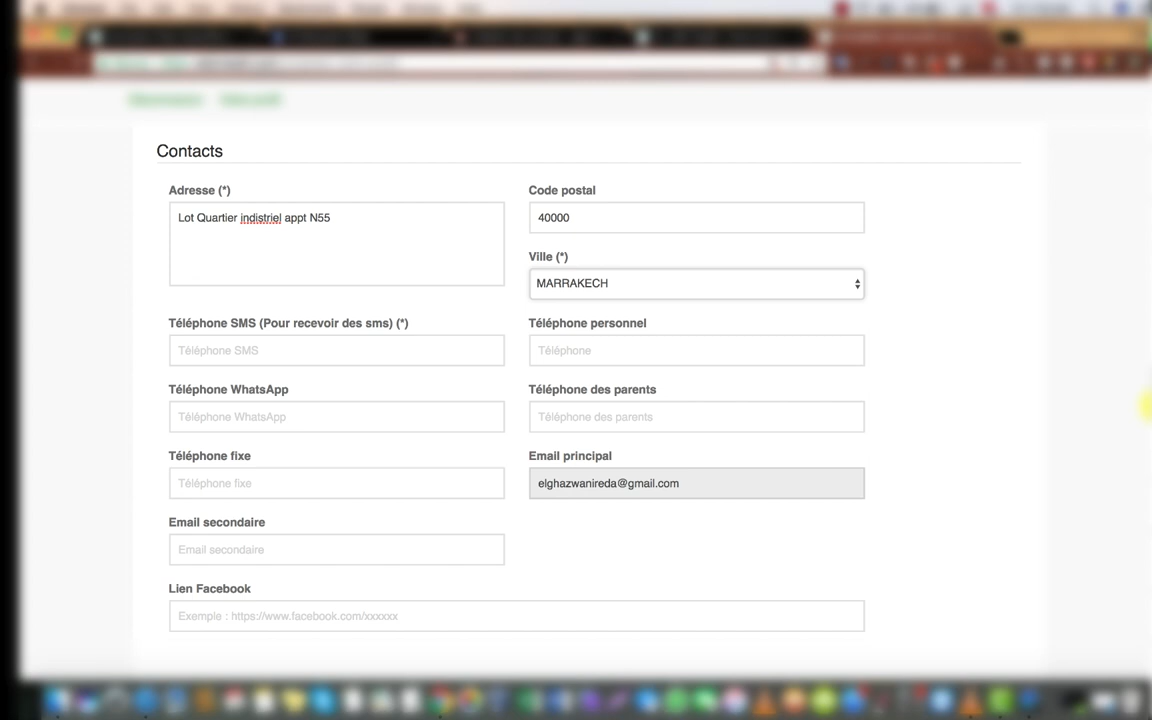 Contacts
Adresse (*)
Code postal
Lot Quartier indistriel appt N55
40000
Ville (*)
MARRAKECH
Téléphone SMS (Pour recevoir des sms) (*)
Téléphone personnel
Téléphone SMS
Téléphone
Téléphone WhatsApp
Téléphone des parents
Téléphone WhatsApp
Téléphone des parents
Téléphone fixe
Email principal
Téléphone fixe
elghazwanireda@gmail.com
Email secondaire
Email secondaire
Lien Facebook
Exemple : https://www.facebook.com/xxxxxx